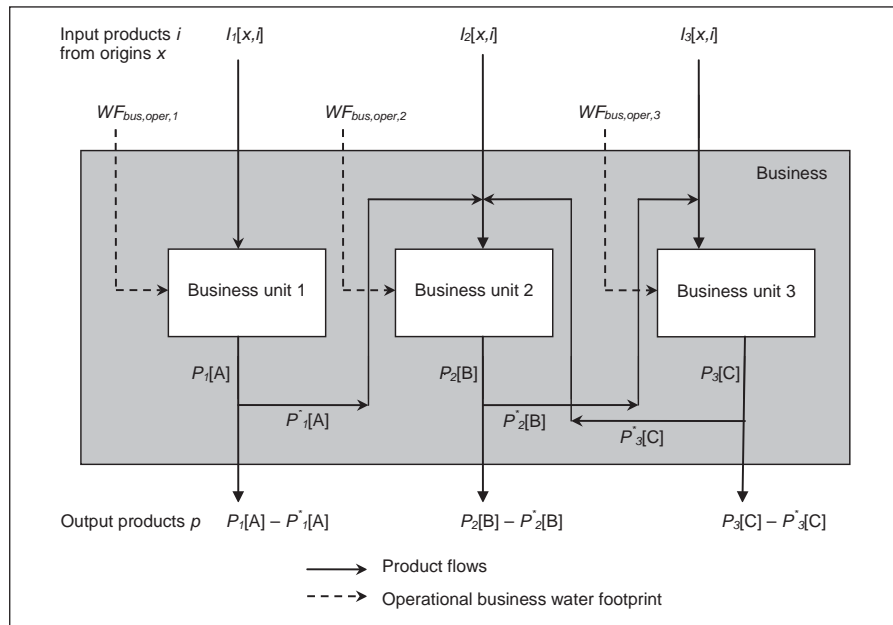 Input products i
from origins x
I1[x,i]
I2[x,i]
I3[x,i]
WFbus,oper,1
WFbus,oper,2
WFbus,oper,3
Business
Business unit 1
Business unit 2
Business unit 3
P1[A]
P2[B]
P3[C]
P*1[A]
P*2[B]
P*3[C]
Output products p
P1[A] – P*1[A]
P2[B] – P*2[B]
P3[C] – P*3[C]
Product flows
Operational business water footprint